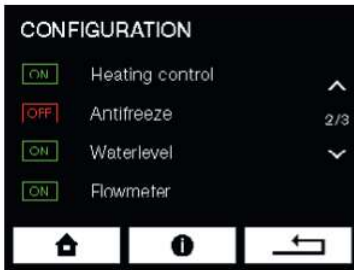 CONFIGURATION
ON Heating control
OFF Antifreeze
2/3
ON Waterlevel
ON Flowmeter